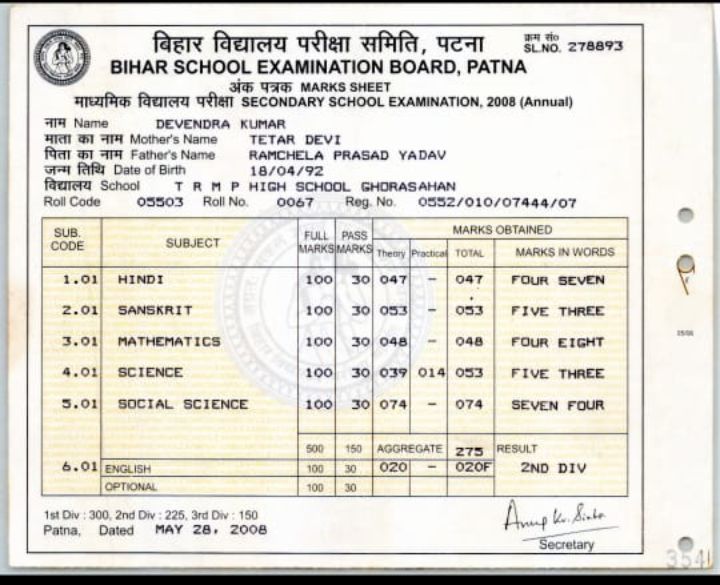 बिहार विद्यालय परीक्षा समिति, पटना
क्रम सं०
SL.NO. 278893
BIHAR SCHOOL EXAMINATION BOARD, PATNA
अंक पत्रक MARKS SHEET
माध्यमिक विद्यालय परीक्षा SECONDARY SCHOOL EXAMINATION, 2008 (Annual)
नाम Name DEVENDRA KUMAR
माता का नाम Mother's Name TETAR DEVI
पिता का नाम Father's Name RAMCHELA PRASAD YADAV
जन्म तिथि Date of Birth 18/04/92
विद्यालय School T R M P HIGH SCHOOL GHORASAHAN
Roll Code 05503 Roll No. 0067 Reg. No. 0552/010/07444/07
SUB. CODE SUBJECT FULL MARKS PASS MARKS MARKS OBTAINED
Theory Practical TOTAL MARKS IN WORDS
1.01 HINDI 100 30 047 - 047 FOUR SEVEN
2.01 SANSKRIT 100 30 053 - 053 FIVE THREE
3.01 MATHEMATICS 100 30 048 - 048 FOUR EIGHT
4.01 SCIENCE 100 30 039 014 053 FIVE THREE
5.01 SOCIAL SCIENCE 100 30 074 - 074 SEVEN FOUR
500 150 AGGREGATE 275 RESULT
6.01 ENGLISH 100 30 020 - 020F 2ND DIV
OPTIONAL 100 30
1st Div : 300, 2nd Div : 225, 3rd Div : 150
Patna, Dated MAY 28, 2008
Anup Kr. Sinha
Secretary
354